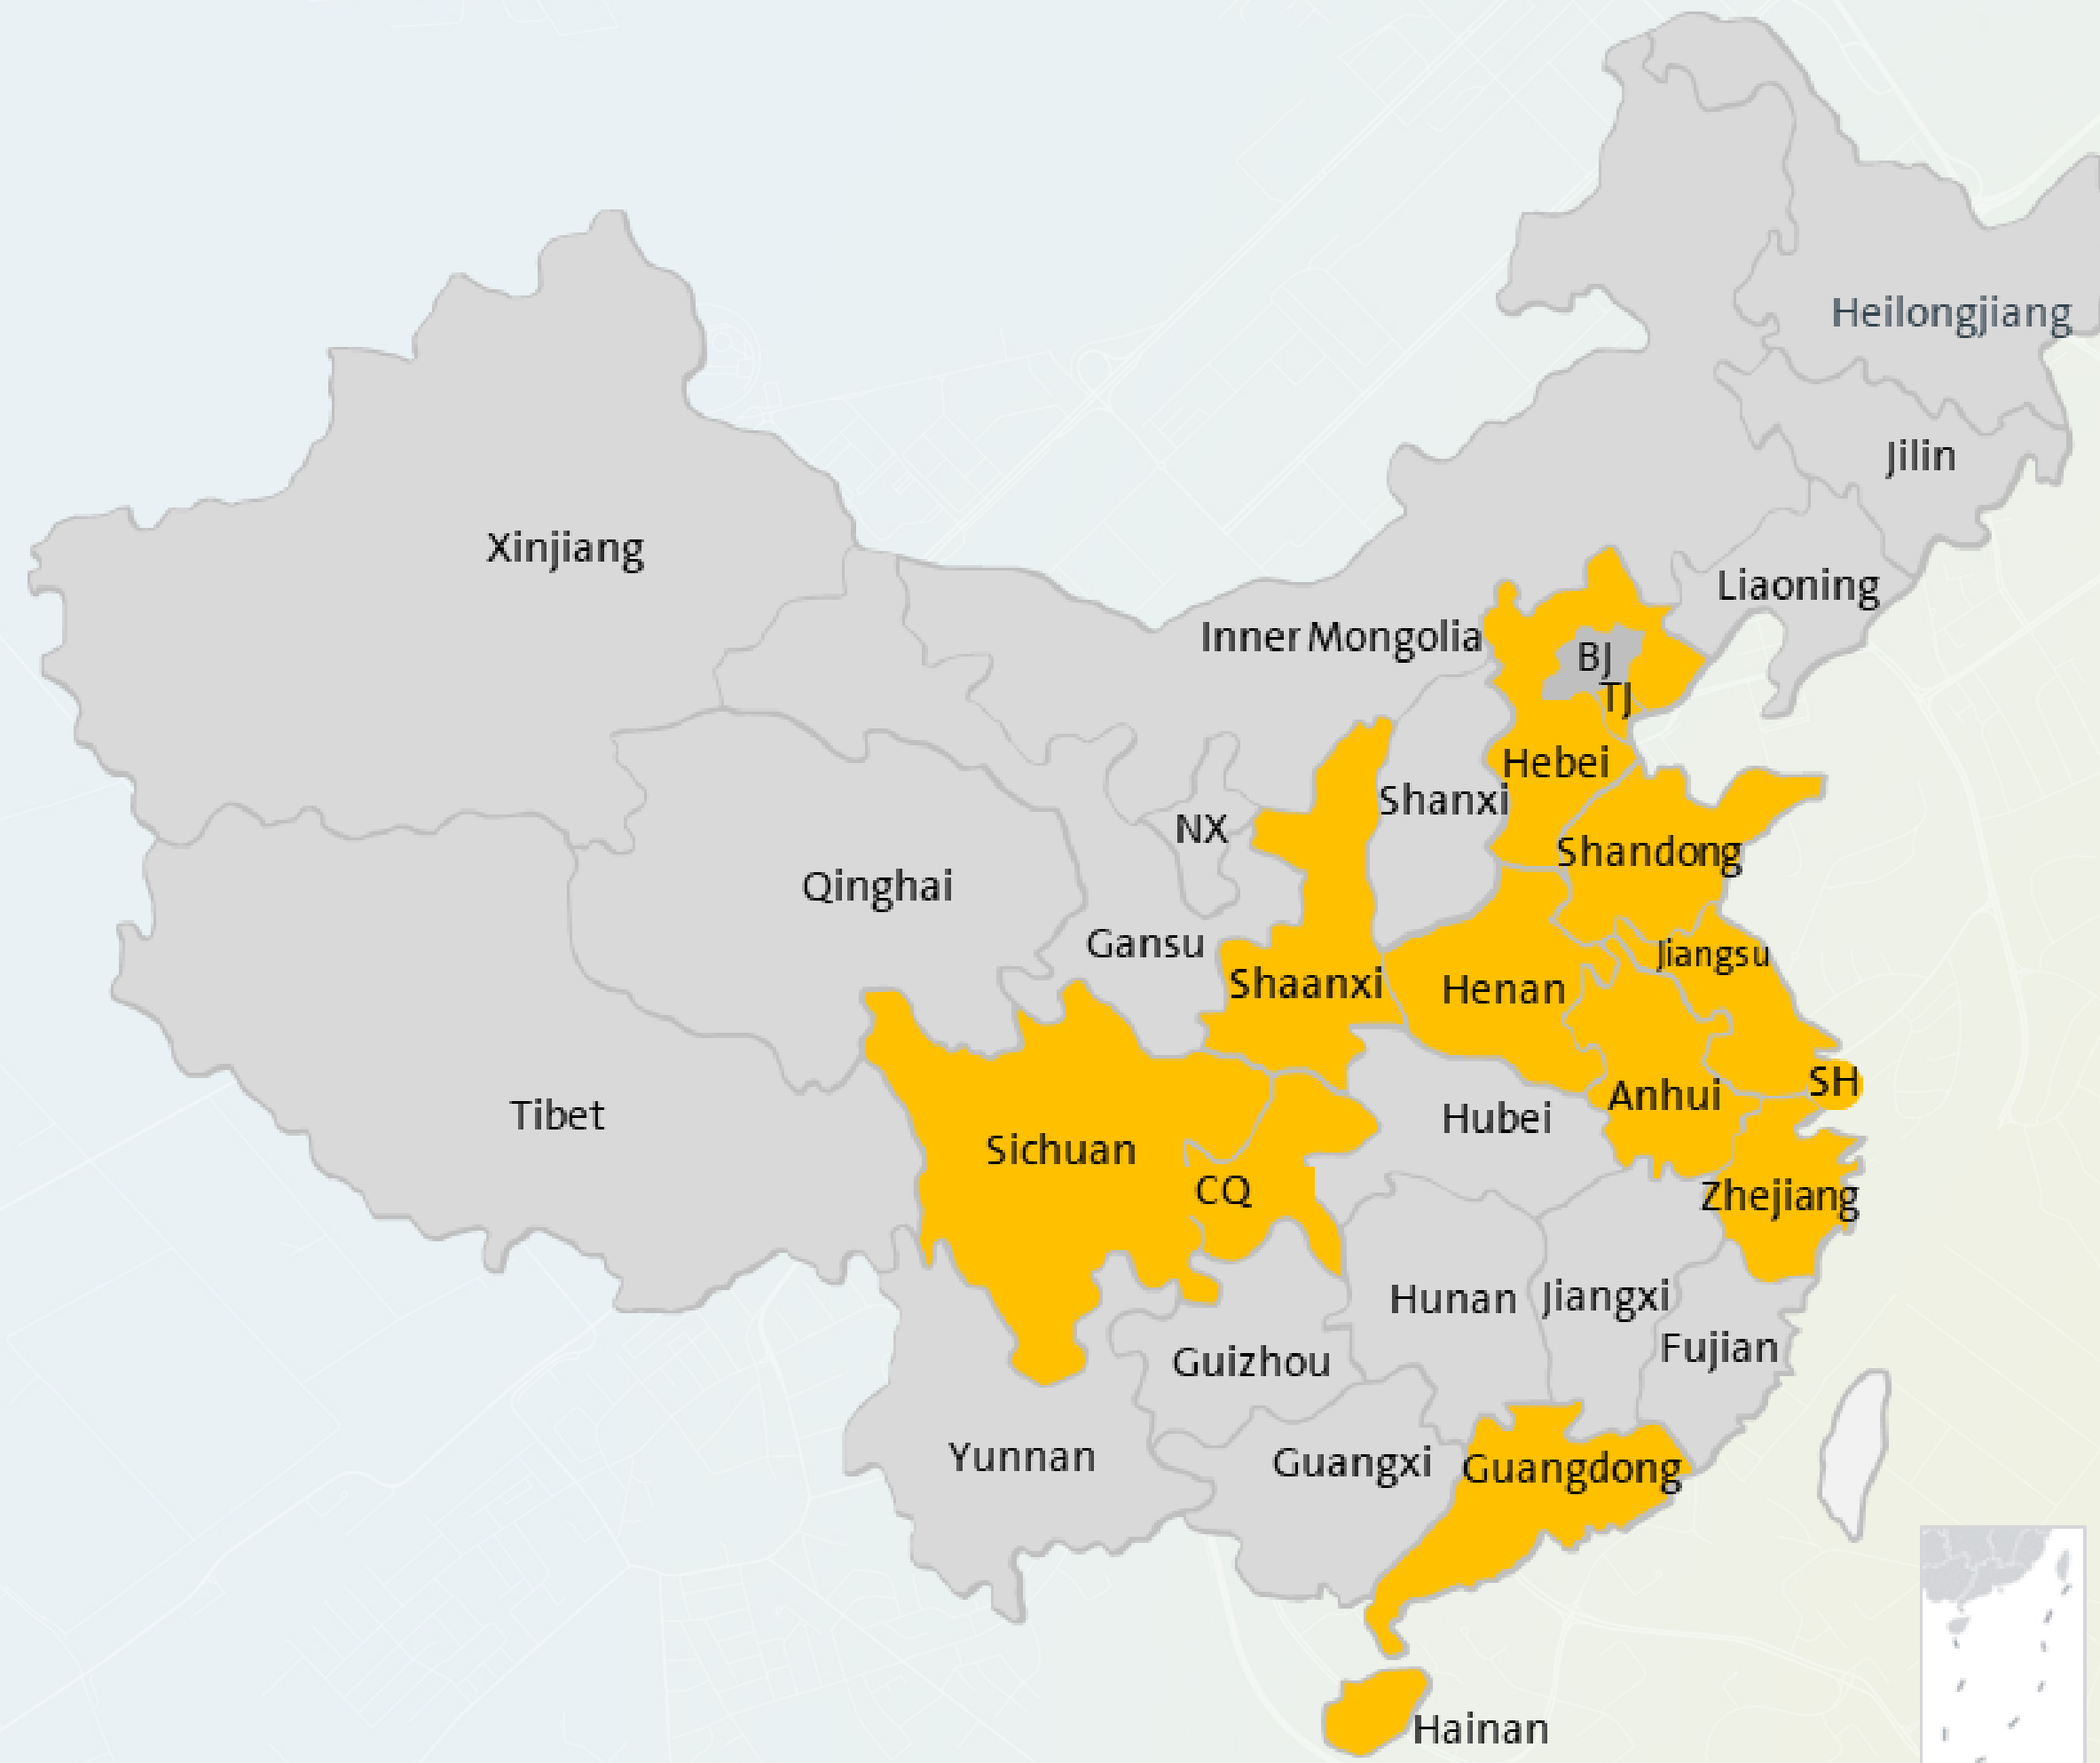 Heilongjiang
Jilin
Xinjiang
Liaoning
Inner Mongolia
BJ
TJ
Hebei
Shanxi
NX
Shandong
Qinghai
Gansu
Jiangsu
Shaanxi
Henan
SH
Anhui
Tibet
Hubei
Sichuan
CQ
Zhejiang
Hunan
Jiangxi
Fujian
Guizhou
Yunnan
Guangxi
Guangdong
Hainan